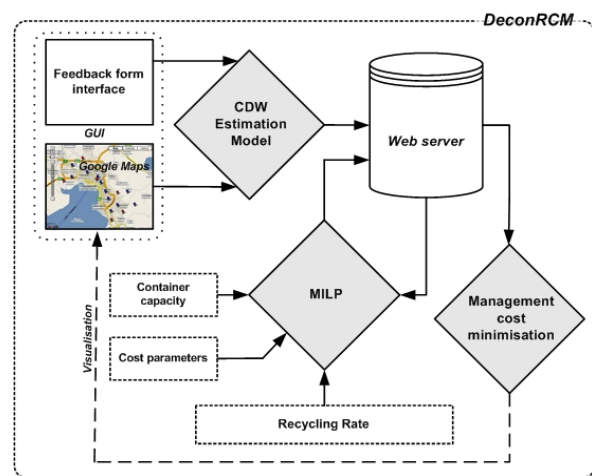 DeconRCM
Feedback form
interface
GUI
Google Maps
CDW
Estimation
Model
Web server
Container
capacity
MILP
Management
cost
minimisation
Cost parameters
Visualisation
Recycling Rate